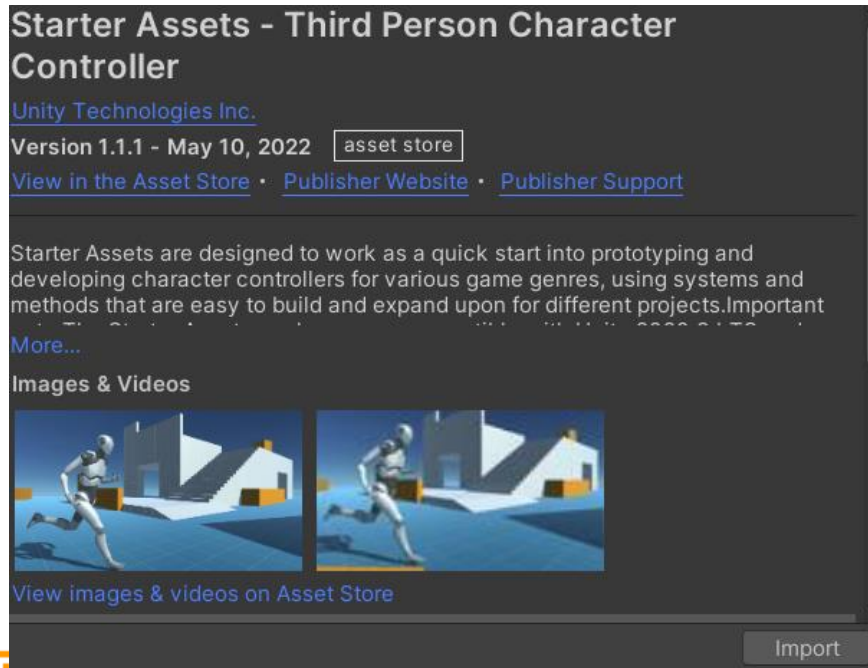 Starter Assets - Third Person Character
Controller
Unity Technologies Inc.
Version 1.1.1 - May 10, 2022 asset store
View in the Asset Store • Publisher Website • Publisher Support
Starter Assets are designed to work as a quick start into prototyping and
developing character controllers for various game genres, using systems and
methods that are easy to build and expand upon for different projects.Important
More...
Images & Videos
View images & videos on Asset Store
Import